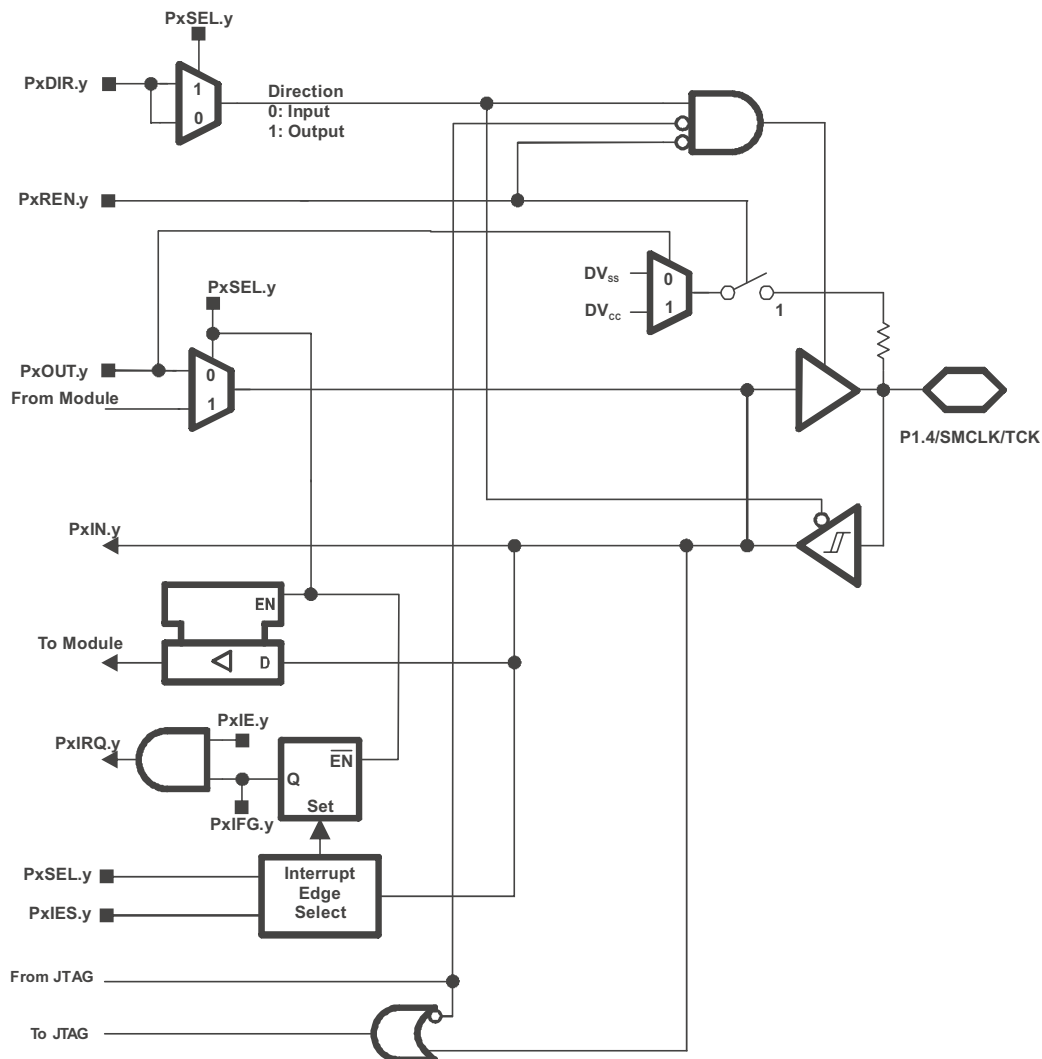 PxSEL.y
PxDIR.y
1
0
Direction
0: Input
1: Output
PxREN.y
DVss
0
DVcc
1
1
PxSEL.y
PxOUT.y
0
From Module
1
P1.4/SMCLK/TCK
PxIN.y
EN
To Module
D
PxIE.y
PxIRQ.y
EN
Q
Set
PxIFG.y
PxSEL.y
PxIES.y
Interrupt
Edge
Select
From JTAG
To JTAG